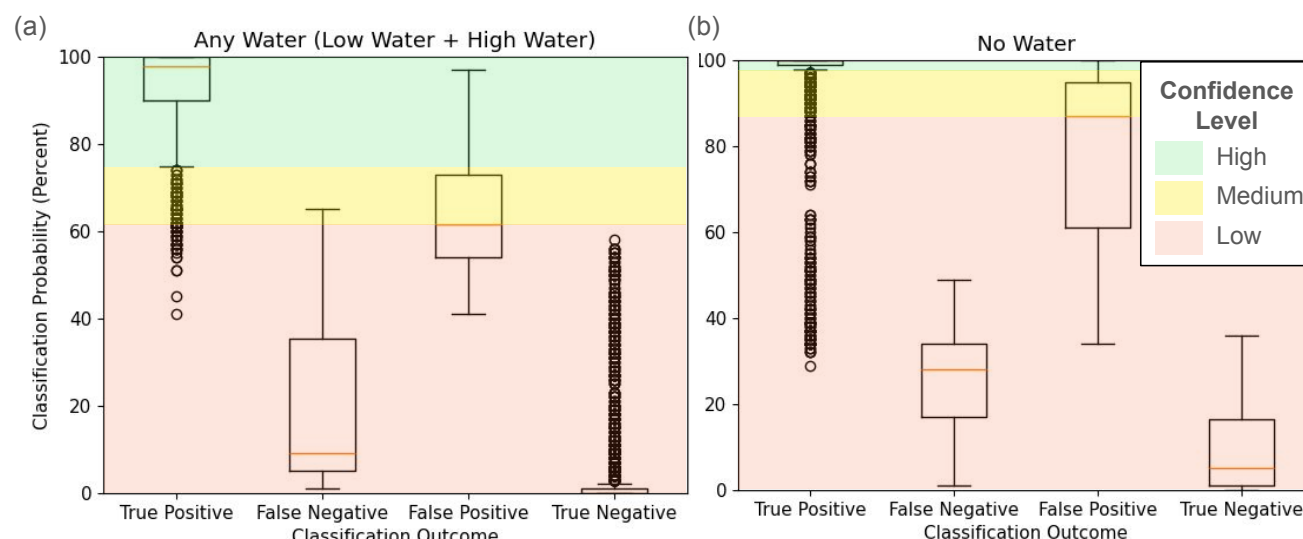 (a)
Any Water (Low Water + High Water)
Classification Probability (Percent)
100
80
60
40
20
0
True Positive False Negative False Positive True Negative
Classification Outcome
(b)
No Water
100
80
60
40
20
0
True Positive False Negative False Positive True Negative
Classification Outcome
Confidence
Level
High
Medium
Low